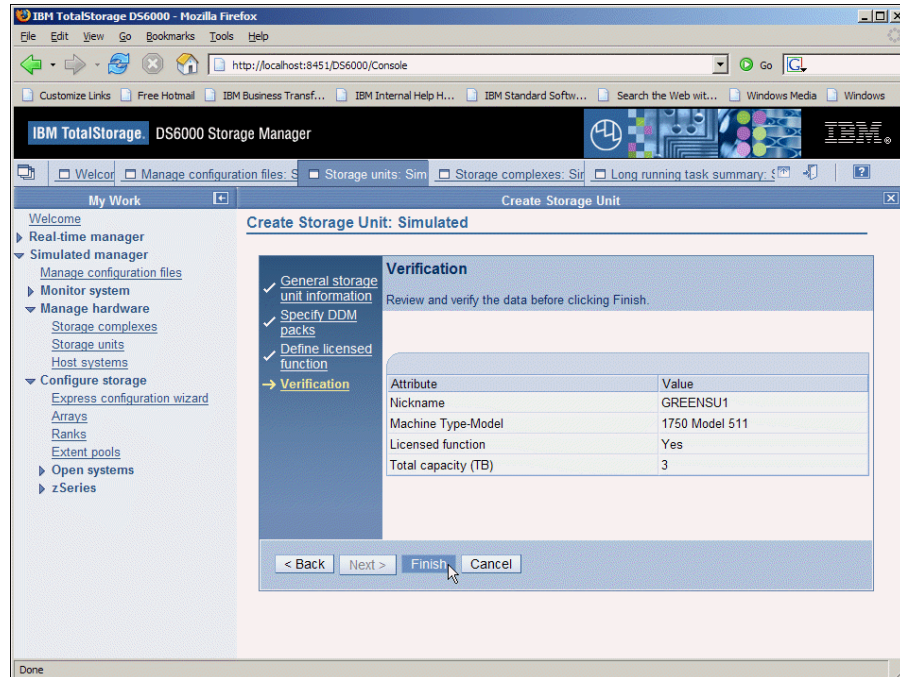 IBM TotalStorage DS6000 - Mozilla Firefox
File Edit View Go Bookmarks Tools Help
http://localhost:8451/DS6000/Console
Go
Customize Links Free Hotmail IBM Business Transf... IBM Internal Help H... IBM Standard Softw... Search the Web wit... Windows Media Windows
IBM TotalStorage. DS6000 Storage Manager
IBM
Welcor Manage configuration files: S Storage units: Sim Storage complexes: Sir Long running task summary: S
My Work
Create Storage Unit
Welcome
Real-time manager
Simulated manager
Manage configuration files
Monitor system
Manage hardware
Storage complexes
Storage units
Host systems
Configure storage
Express configuration wizard
Arrays
Ranks
Extent pools
Open systems
zSeries
Create Storage Unit: Simulated
General storage
unit information
Specify DDM
packs
Define licensed
function
Verification
Verification
Review and verify the data before clicking Finish.
Attribute Value
Nickname GREENSU1
Machine Type-Model 1750 Model 511
Licensed function Yes
Total capacity (TB) 3
< Back Next > Finish Cancel
Done